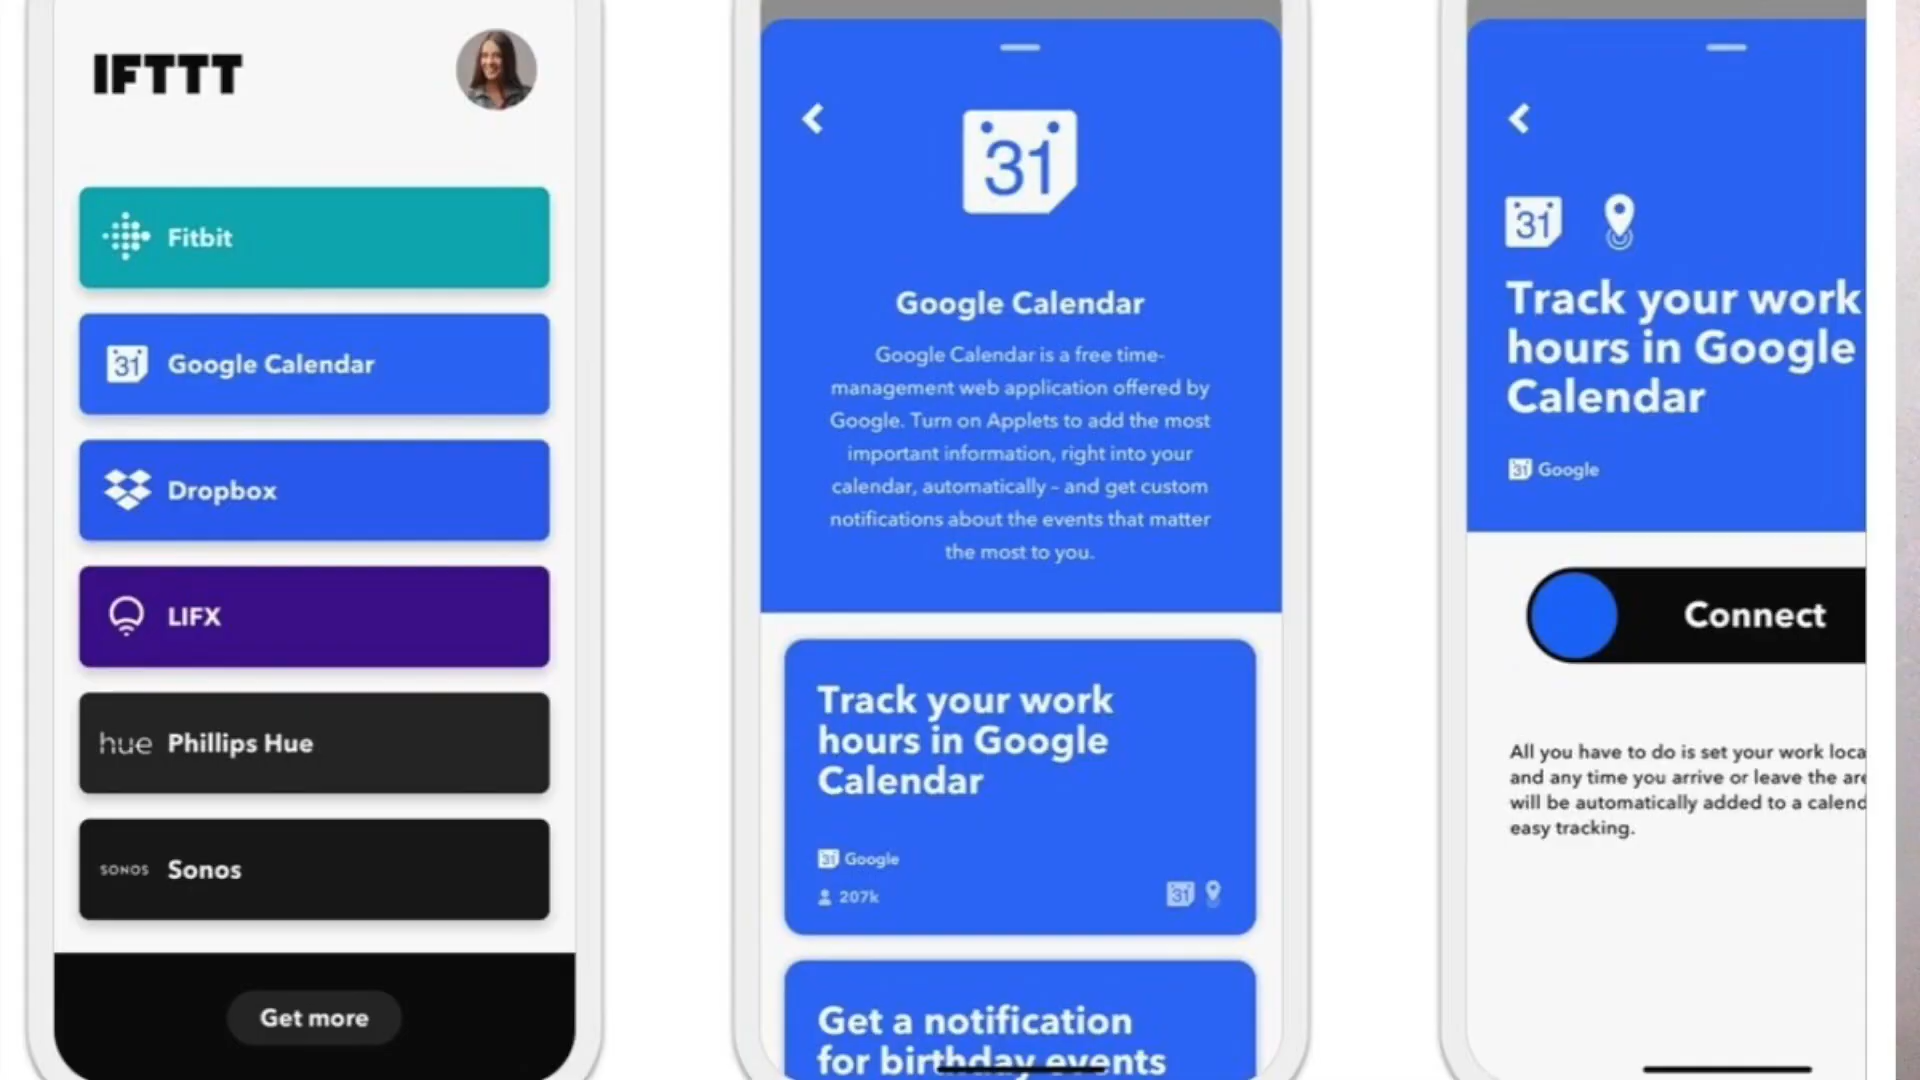 IFTTT
Fitbit
31 Google Calendar
Dropbox
LIFX
hue Phillips Hue
SONOS Sonos
Get more
31
Google Calendar
Google Calendar is a free time-
management web application offered by
Google. Turn on Applets to add the most
important information, right into your
calendar, automatically – and get custom
notifications about the events that matter
the most to you.
Track your work
hours in Google
Calendar
31 Google
207k
31
Get a notification
for birthday events
31
Track your work
hours in Google
Calendar
31 Google
Connect
All you have to do is set your work loca
and any time you arrive or leave the are
will be automatically added to a calend
easy tracking.